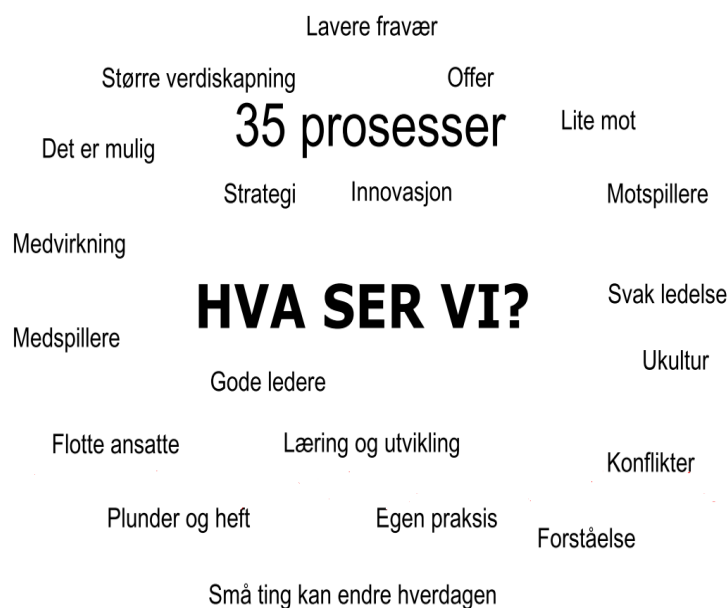 Lavere fravær
Større verdiskapning
Offer
35 prosesser
Lite mot
Det er mulig
Strategi
Innovasjon
Motspillere
Medvirkning
HVA SER VI?
Svak ledelse
Medspillere
Ukultur
Gode ledere
Flotte ansatte
Læring og utvikling
Konflikter
Plunder og heft
Egen praksis
Forståelse
Små ting kan endre hverdagen